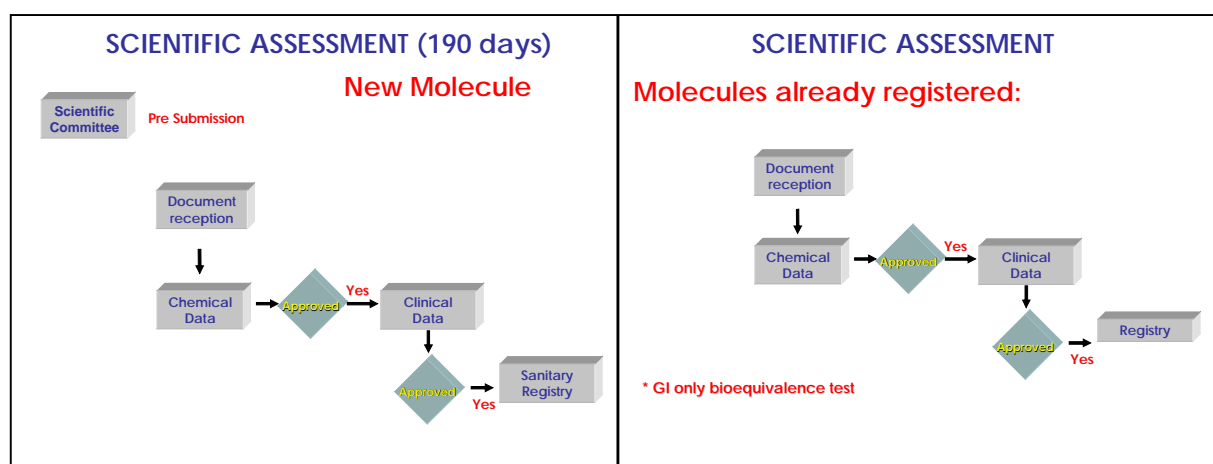 SCIENTIFIC ASSESSMENT (190 days)
New Molecule
Scientific
Committee
Pre Submission
Document
reception
Chemical
Data
Approved
Yes
Clinical
Data
Approved
Yes
Sanitary
Registry
SCIENTIFIC ASSESSMENT
Molecules already registered:
Document
reception
Chemical
Data
Approved
Yes
Clinical
Data
Approved
Yes
Registry
* GI only bioequivalence test